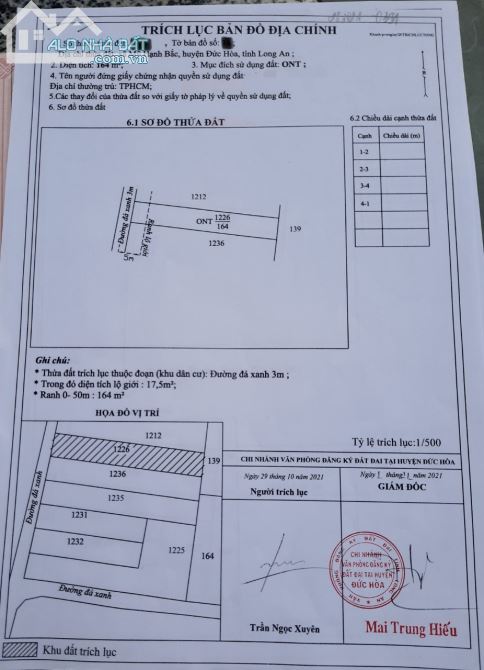 TRÍCH LỤC BẢN ĐỒ ĐỊA CHÍNH
ALO NHÀ ĐẤT
.com.vn
Tờ bản đồ số:
Hạnh Bắc, huyện Đức Hòa, tỉnh Long An ;
2. Diện tích: 164 m² ; 3. Mục đích sử dụng đất: ONT ;
4. Tên người đứng giấy chứng nhận quyền sử dụng đất:
Địa chỉ thường trú: TPHCM;
5.Các thay đổi của thửa đất so với giấy tờ pháp lý về quyền sử dụng đất:
6. Sơ đồ thửa đất
6.1 SƠ ĐỒ THỬA ĐẤT
6.2 Chiều dài cạnh thửa đất
Cạnh Chiều dài (m)
1-2
2-3
3-4
4-1
1212
Đường đá xanh 3m
Ranh lộ giới
ONT 1226
164
1236
139
3.5
Ghi chú:
* Thửa đất trích lục thuộc đoạn (khu dân cư): Đường đá xanh 3m ;
* Trong đó diện tích lộ giới : 17,5m²;
* Ranh 0- 50m : 164 m²
HỌA ĐỒ VỊ TRÍ
Tỷ lệ trích lục:1/500
1212
1226
139
1236
1235
1231
1232
1225
164
Đường đá xanh
Đường đá xanh
Khu đất trích lục
CHI NHÁNH VĂN PHÒNG ĐĂNG KÝ ĐẤT ĐAI TẠI HUYỆN ĐỨC HÒA
Ngày 29 tháng 10 năm 2021
Người trích lục
Trần Ngọc Xuyên
Ngày 1 tháng 11 năm 2021
GIÁM ĐỐC
CHI NHÁNH
VĂN PHÒNG ĐĂNG KÝ
ĐẤT ĐAI TẠI HUYỆN
ĐỨC HÒA
Mai Trung Hiếu